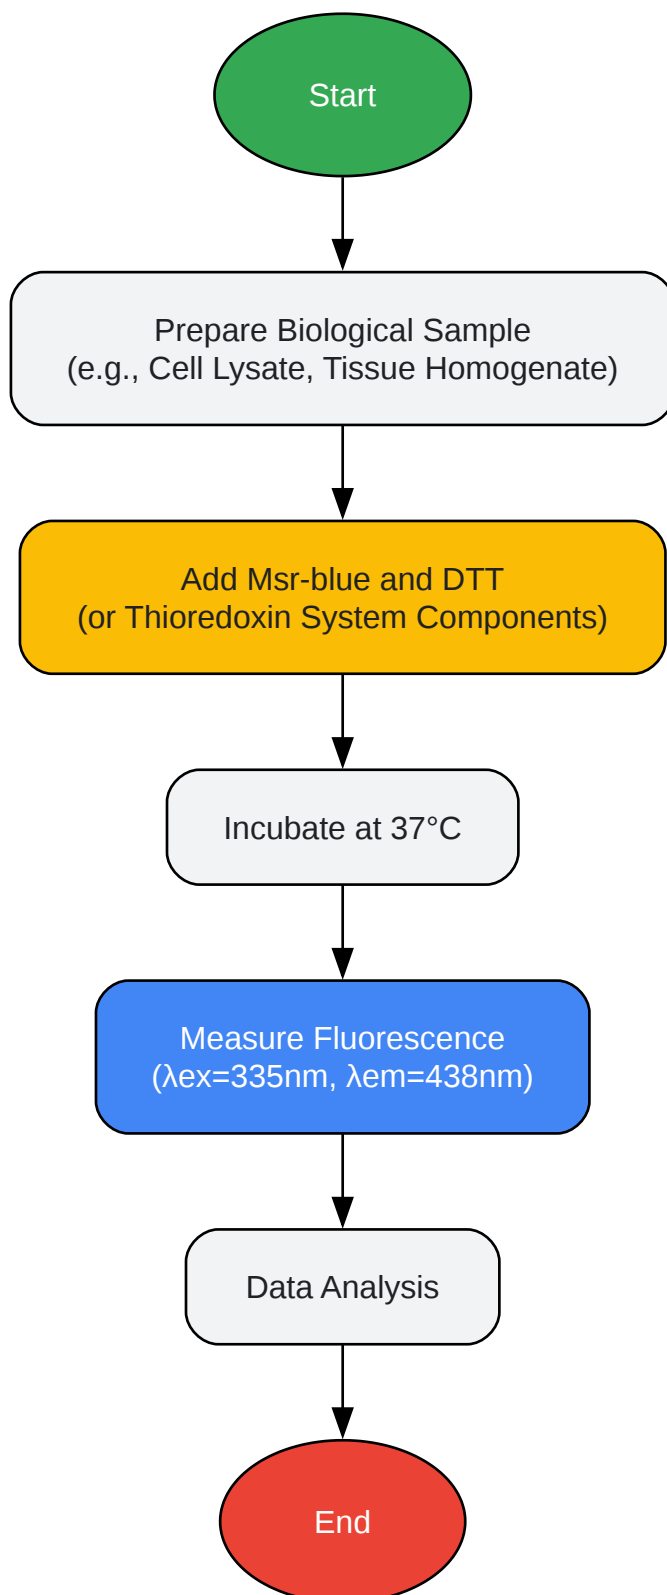 Start
Prepare Biological Sample
(e.g., Cell Lysate, Tissue Homogenate)
Add Msr-blue and DTT
(or Thioredoxin System Components)
Incubate at 37°C
Measure Fluorescence
(λex=335nm, λem=438nm)
Data Analysis
End